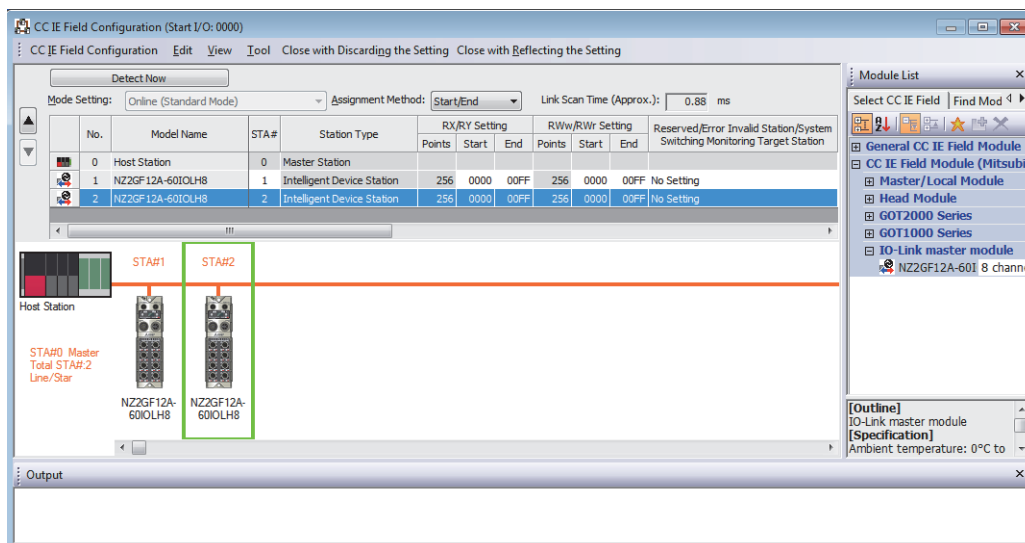 CC IE Field Configuration (Start I/O: 0000)
CC IE Field Configuration Edit View Tool Close with Discarding the Setting Close with Reflecting the Setting
Detect Now
Mode Setting: Online (Standard Mode) Assignment Method: Start/End Link Scan Time (Approx.): 0.88 ms
No. Model Name STA# Station Type RX/RY Setting RWw/RWr Setting Reserved/Error Invalid Station/System Switching Monitoring Target Station
Points Start End Points Start End
0 Host Station 0 Master Station
1 NZ2GF12A-60IOLH8 1 Intelligent Device Station 256 0000 00FF 256 0000 00FF No Setting
2 NZ2GF12A-60IOLH8 2 Intelligent Device Station 256 0000 00FF 256 0000 00FF No Setting
STA#1 STA#2
Host Station
STA#0 Master
Total STA#:2
Line/Star
NZ2GF12A-
60IOLH8
NZ2GF12A-
60IOLH8
Module List
Select CC IE Field Find Mod
General CC IE Field Module
CC IE Field Module (Mitsubi
Master/Local Module
Head Module
GOT2000 Series
GOT1000 Series
IO-Link master module
NZ2GF12A-60I 8 chann
[Outline]
IO-Link master module
[Specification]
Ambient temperature: 0°C to
Output